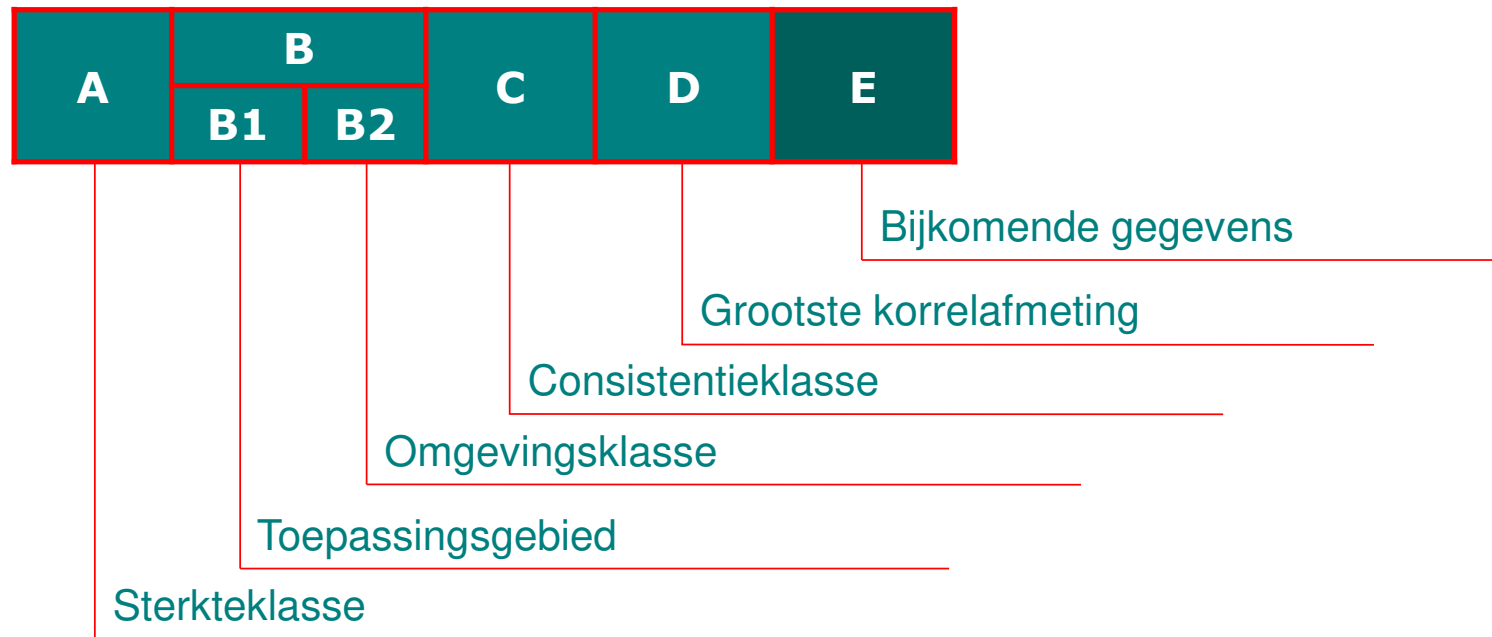 A
B
B1
B2
C
D
E
Bijkomende gegevens
Grootste korrelafmeting
Consistentieklasse
Omgevingsklasse
Toepassingsgebied
Sterkteklasse